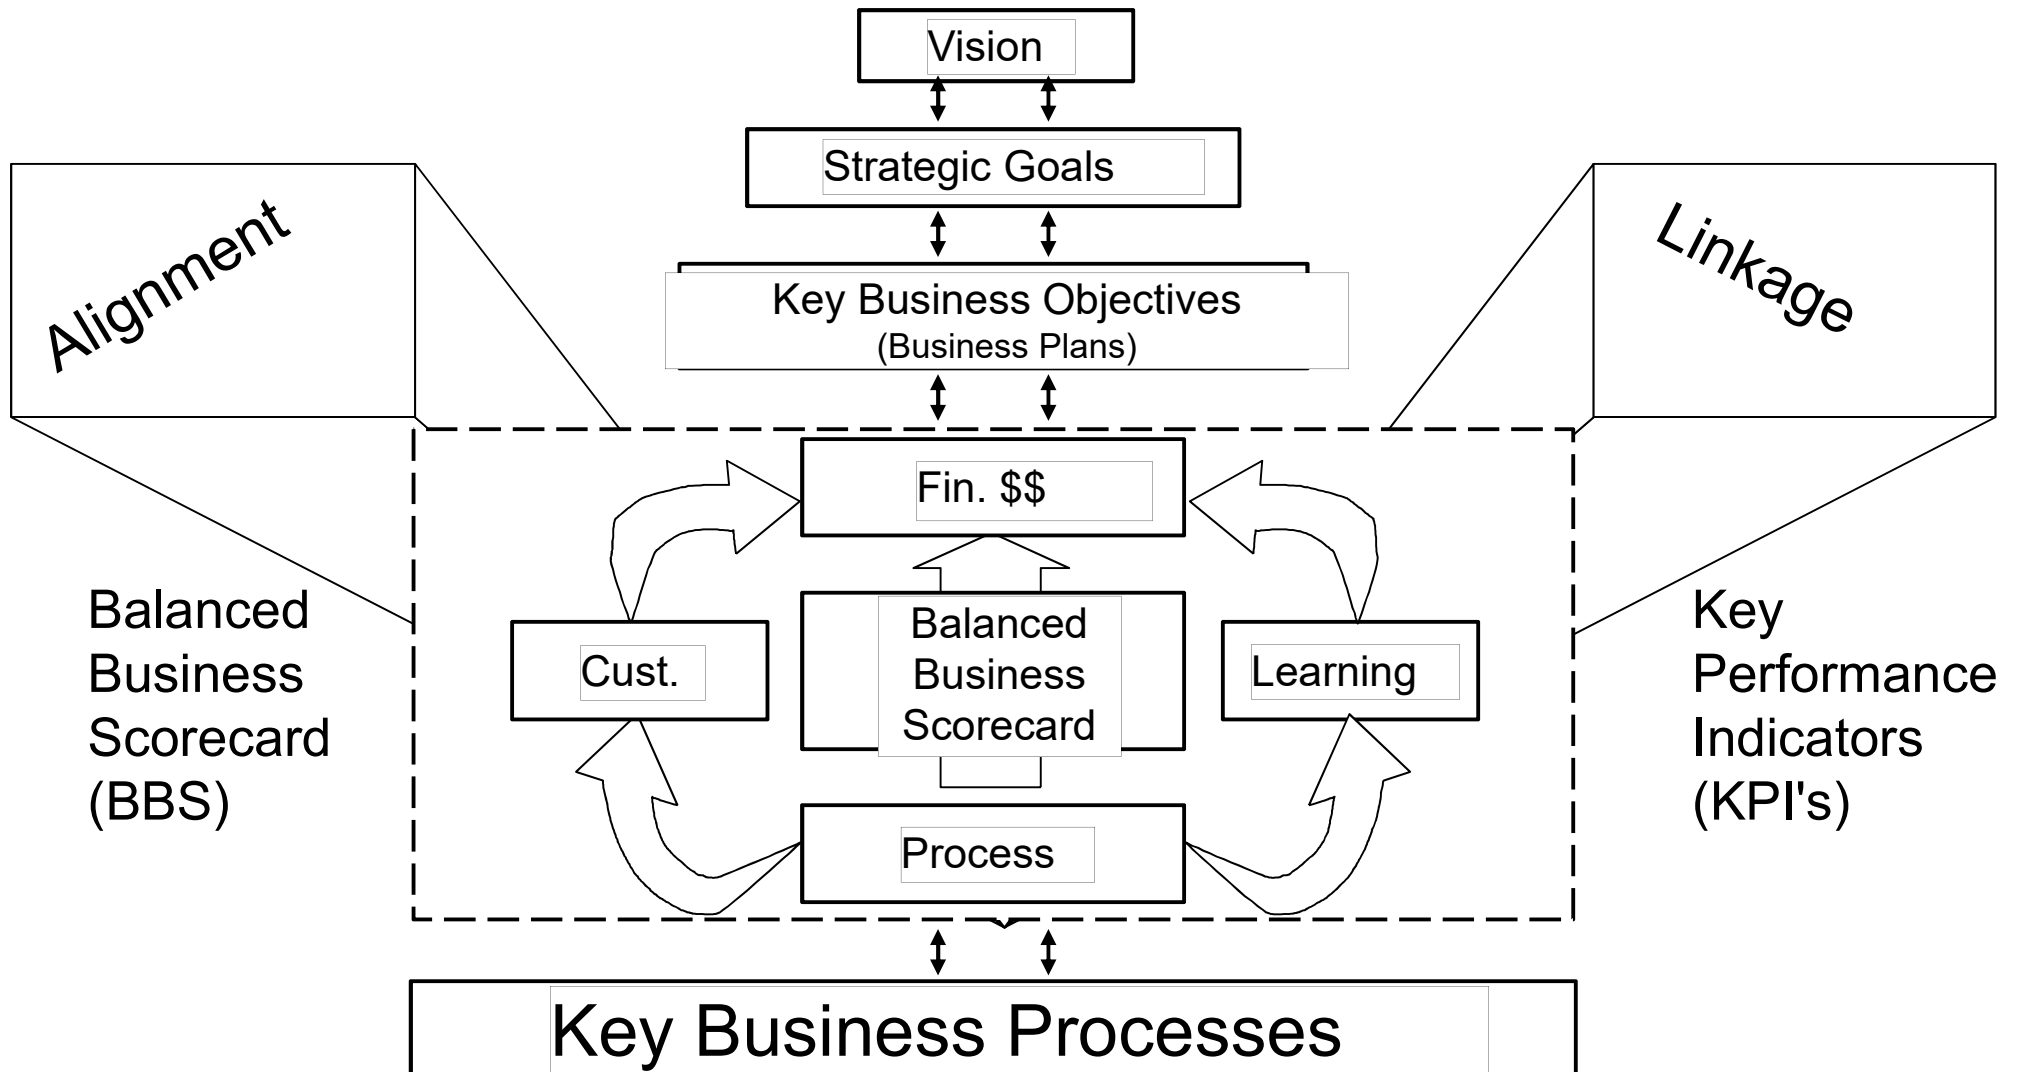 Vision
Strategic Goals
Alignment
Linkage
Key Business Objectives
(Business Plans)
Fin. $$
Balanced
Business
Scorecard
(BBS)
Cust.
Balanced
Business
Scorecard
Learning
Key
Performance
Indicators
(KPI's)
Process
Key Business Processes